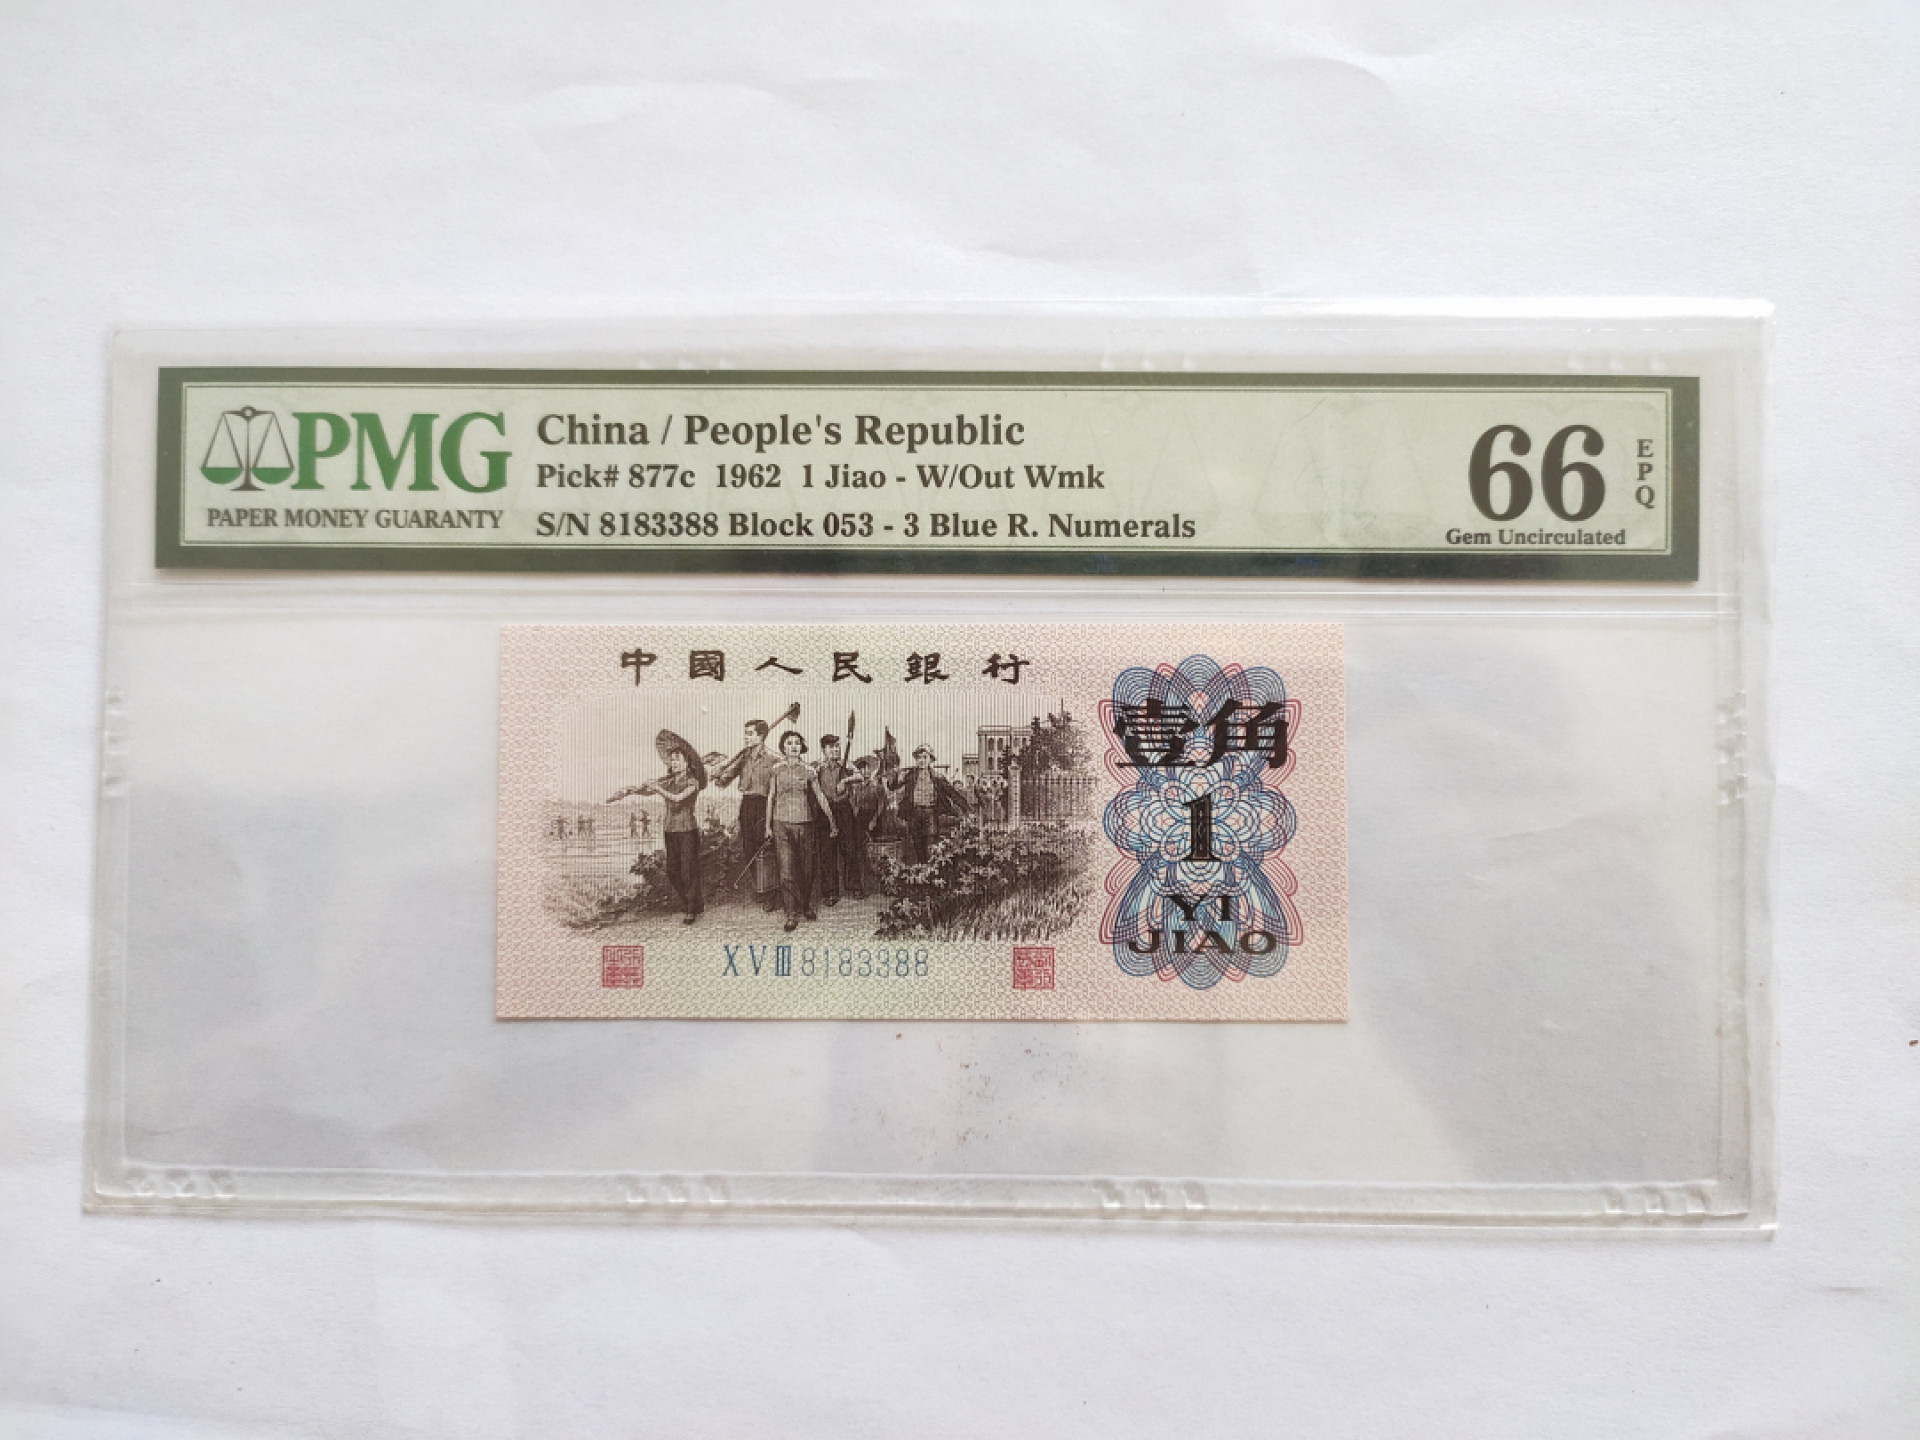 PMG
PAPER MONEY GUARANTY
China / People's Republic
Pick# 877c 1962 1 Jiao - W/Out Wmk
S/N 8183388 Block 053 - 3 Blue R. Numerals
66
EPQ
Gem Uncirculated
中國人民銀行
壹角
1
YI
JIAO
XVIII 8183388